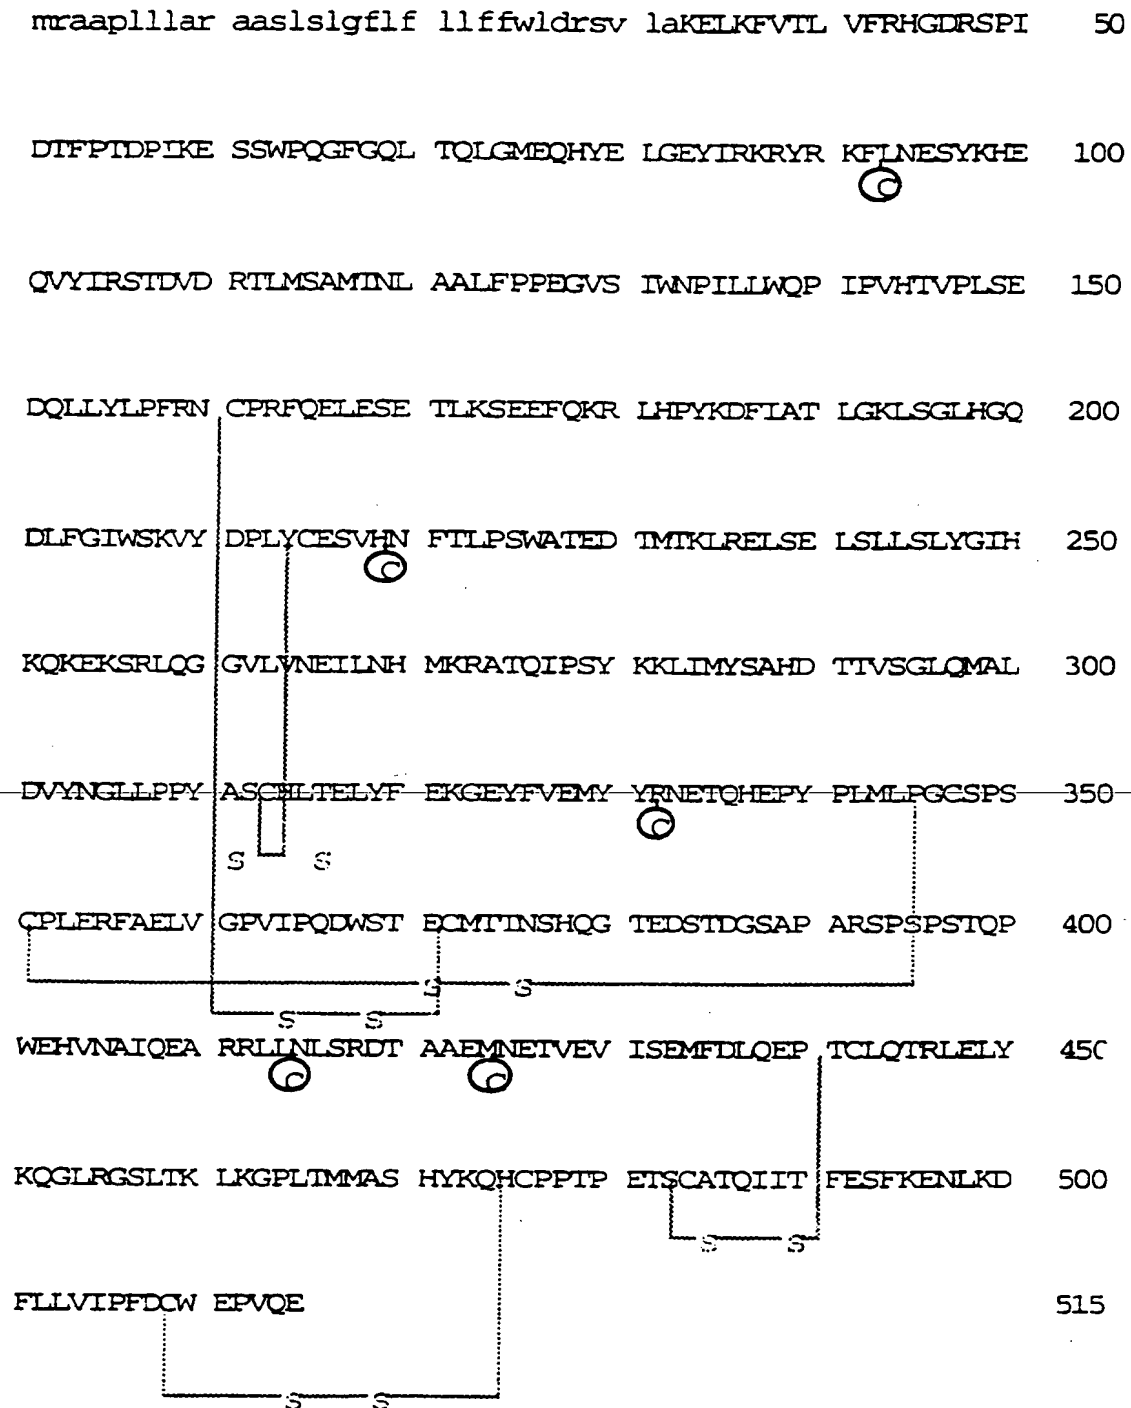 mraaplllar aaslslgflf llffwldrsv laKELKFVTL VFRHGDRSPI 50
DTFPTDPIKE SSWPQGFGQL TQLGMEQHYE LGEYIRKRYR KFLNESYKHE 100
C
QVYIRSTDVD RTLMSAMTNL AALFPPEGVS IWNPILLWQP IPVHTVPLSE 150
DQLLYLPFRN CPRFQELESE TLKSEEFQKR LHPYKDFIAT LGKLSGLHGQ 200
DLFGIWSKVY DPLYCESVHN FTLPSWATED TMTKLRELSE LSLLSLYGIH 250
C
KQKEKSRLQG GVLVNEILNH MKRATQIPSY KKLIMYSAHD TTVSGLQMAL 300
DVYNGLLPPY ASCHLTELYF EKGEYFVEMY YRNETQHEPY PLMLPGCSPS 350
C
S S
CPLERFAELV GPVIPQDWST ECMTTNSHQG TEDSTDGSAP ARSPSPSTQP 400
S S
S S
WEHVNAIQEA RRLLNLSRDT AAEMNETVEV ISEMFDLQEP TCLQTRLELY 450
C C
KQGLRGSLTK LKGPLTMMAS HYKQHCPPTP ETSCATQIIT FESFKENLKD 500
S S
FLLVIPFDCW EPVQE 515
S S